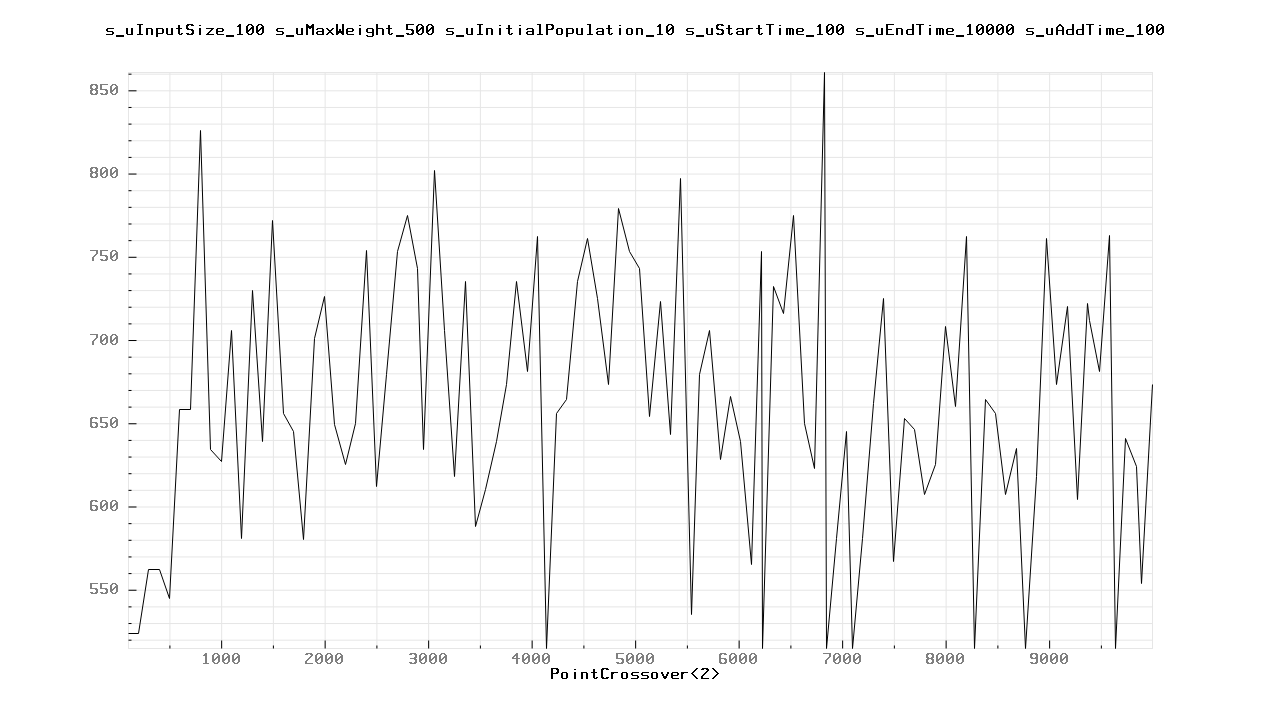 s_uInputSize_100 s_uMaxWeight_500 s_uInitialPopulation_10 s_uStartTime_100 s_uEndTime_10000 s_uAddTime_100
850
800
750
700
650
600
550
1000 2000 3000 4000 5000 6000 7000 8000 9000
PointCrossover<2>